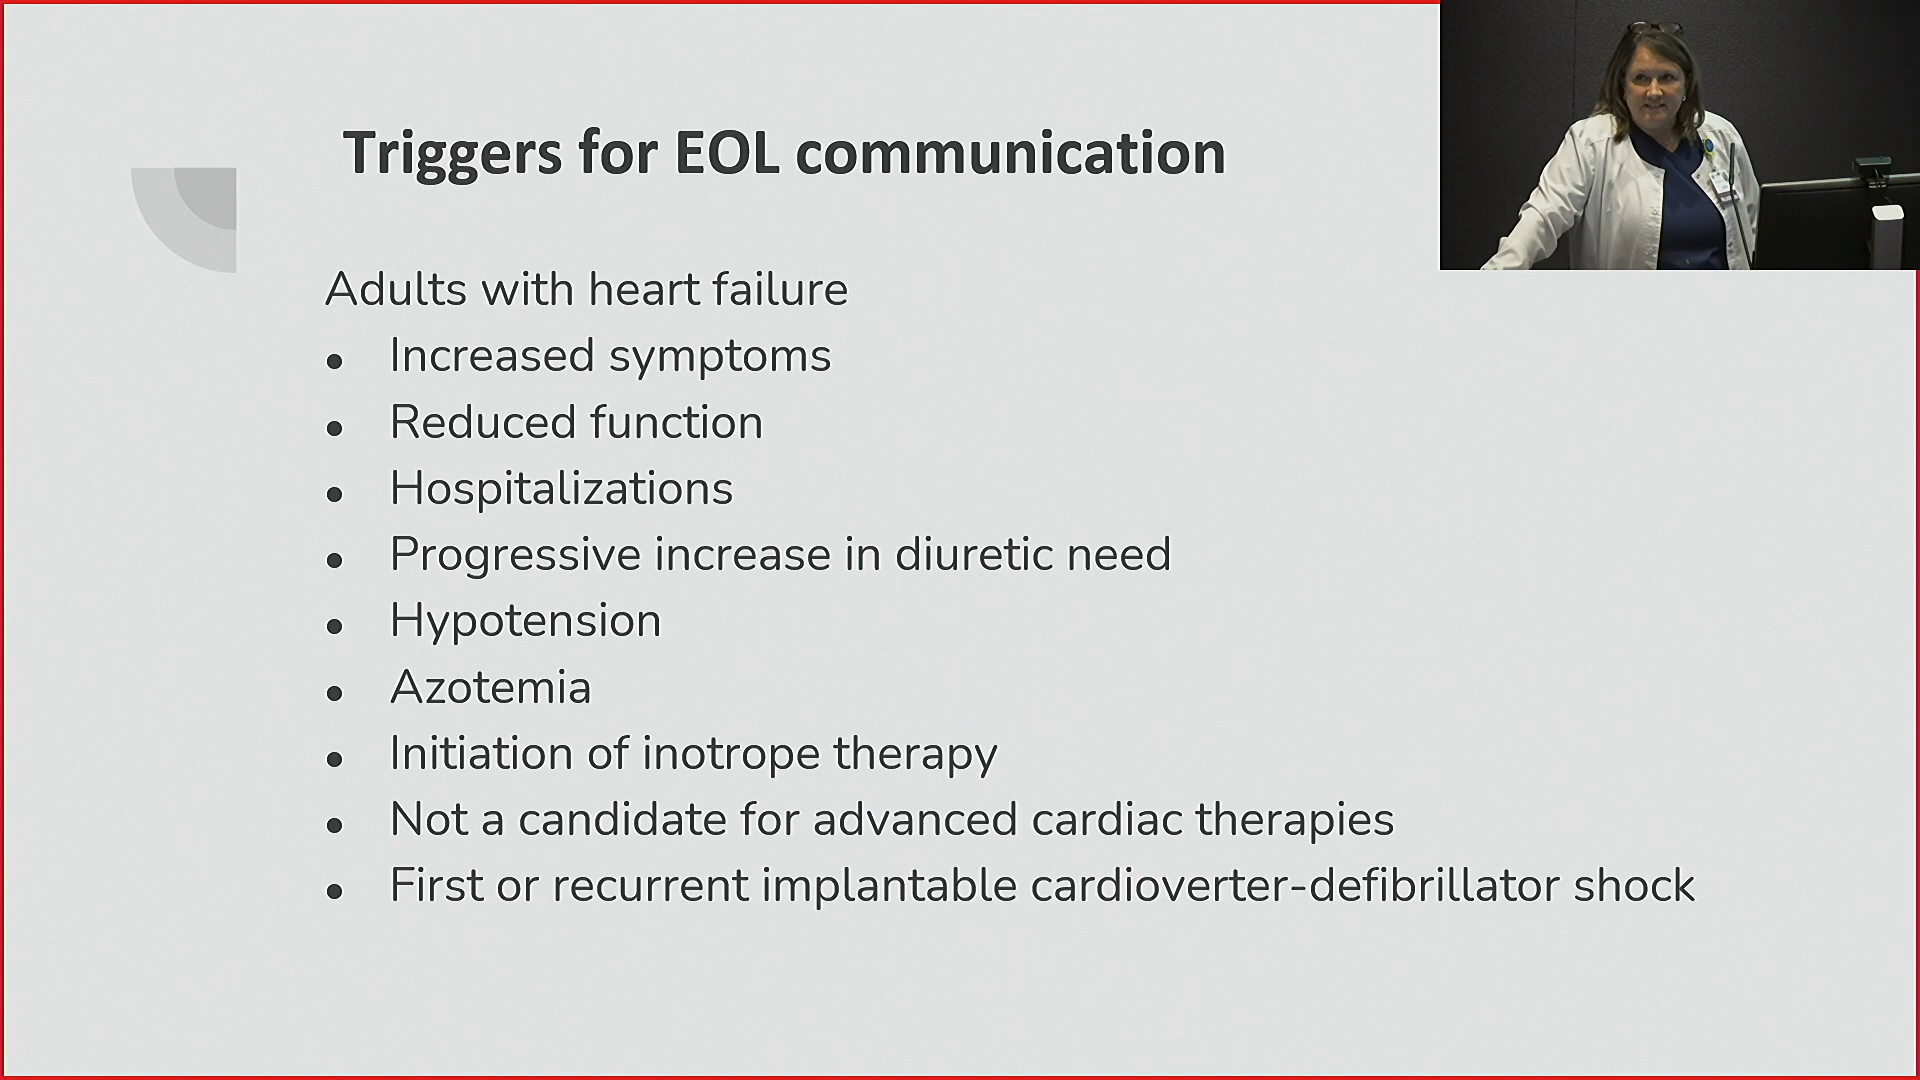 Triggers for EOL communication
Adults with heart failure
● Increased symptoms
● Reduced function
● Hospitalizations
● Progressive increase in diuretic need
● Hypotension
● Azotemia
● Initiation of inotrope therapy
● Not a candidate for advanced cardiac therapies
● First or recurrent implantable cardioverter-defibrillator shock